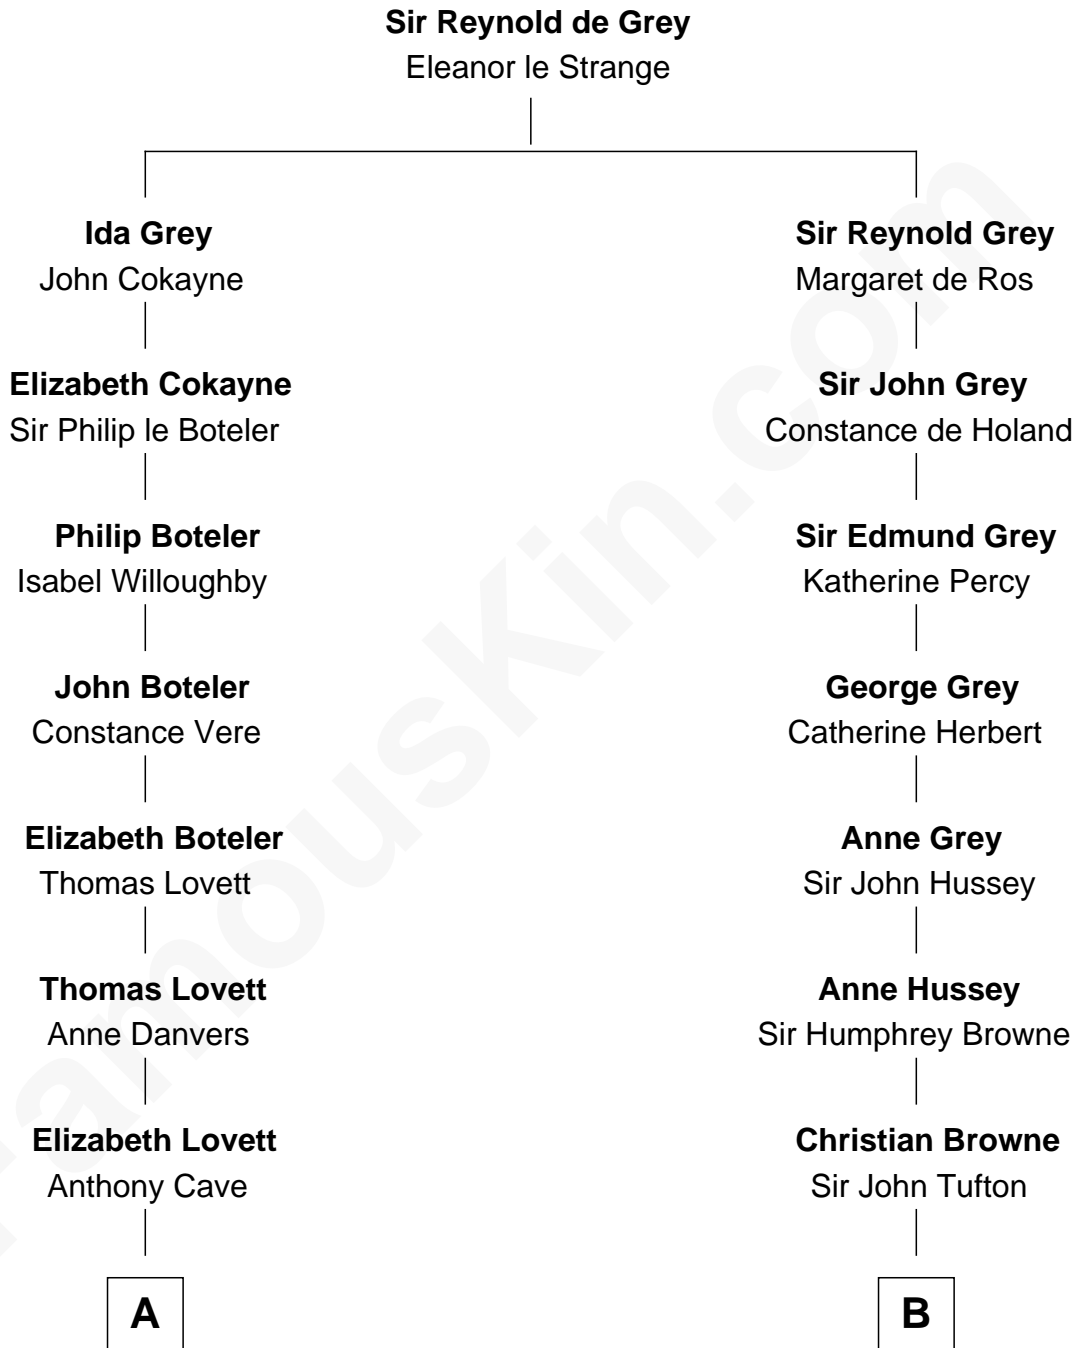 Sir Reynold de Grey
Eleanor le Strange
Ida Grey
John Cokayne
Sir Reynold Grey
Margaret de Ros
Elizabeth Cokayne
Sir Philip le Boteler
Sir John Grey
Constance de Holand
Philip Boteler
Isabel Willoughby
Sir Edmund Grey
Katherine Percy
John Boteler
Constance Vere
George Grey
Catherine Herbert
Elizabeth Boteler
Thomas Lovett
Anne Grey
Sir John Hussey
Thomas Lovett
Anne Danvers
Anne Hussey
Sir Humphrey Browne
Elizabeth Lovett
Anthony Cave
Christian Browne
Sir John Tufton
A
B
FamousKin.com